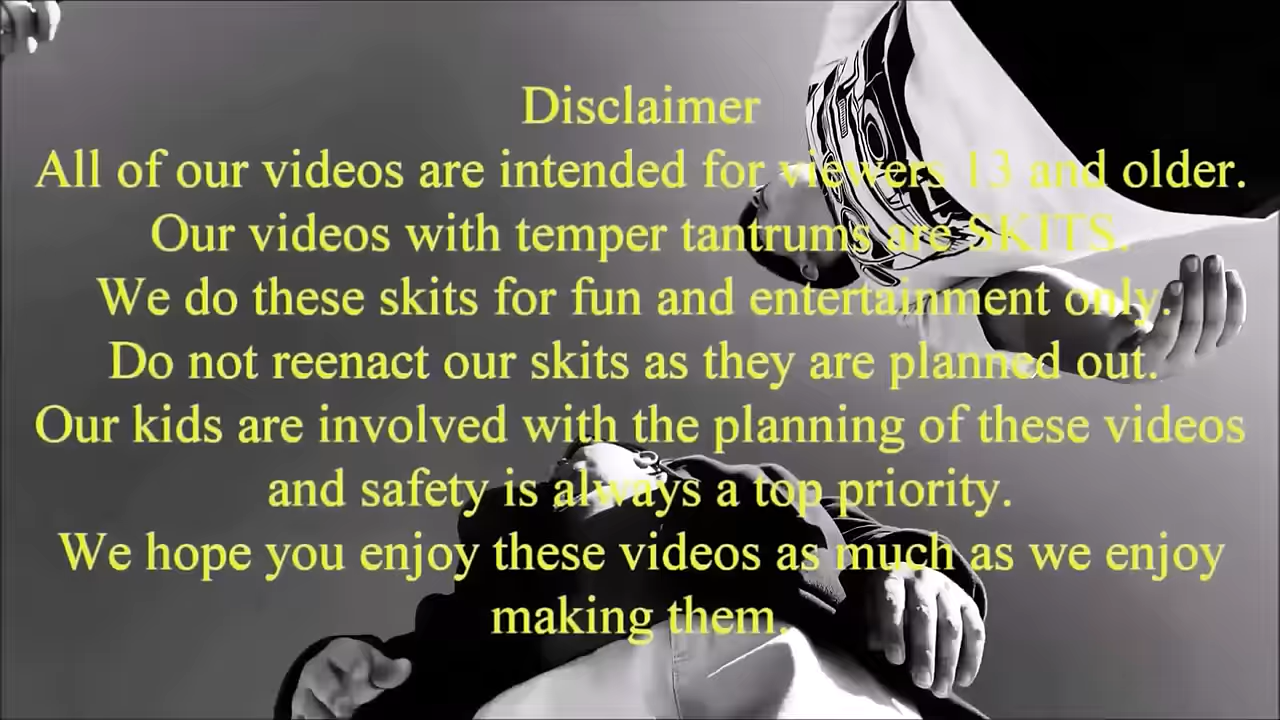 Disclaimer
All of our videos are intended for viewers 13 and older.
Our videos with temper tantrums are SKITS.
We do these skits for fun and entertainment only.
Do not reenact our skits as they are planned out.
Our kids are involved with the planning of these videos
and safety is always a top priority.
We hope you enjoy these videos as much as we enjoy
making them.